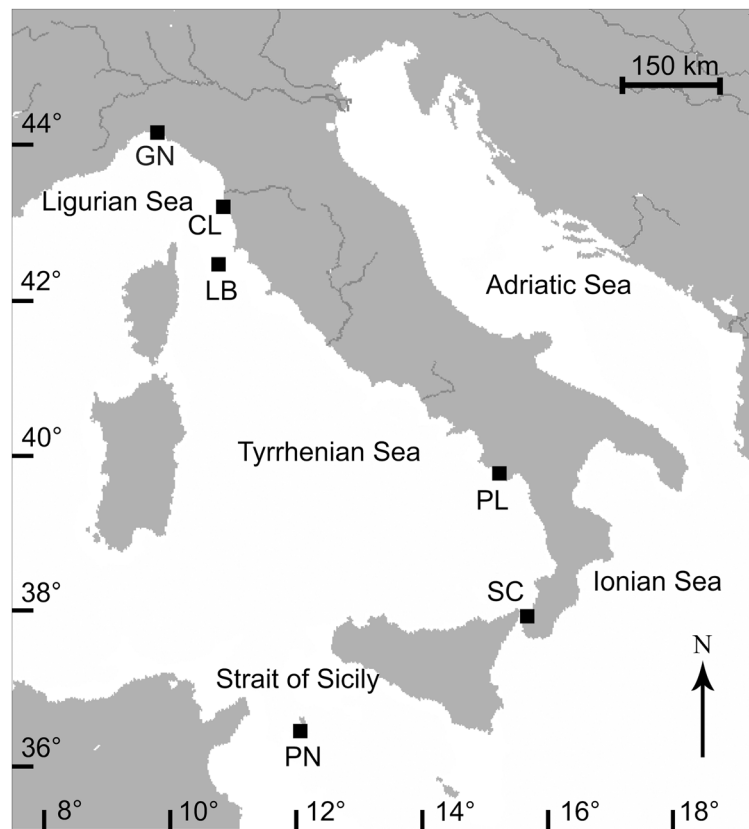 150 km
44°
GN
Ligurian Sea
CL
LB
42°
Adriatic Sea
40°
Tyrrhenian Sea
PL
Ionian Sea
SC
38°
N
Strait of Sicily
36°
PN
8°
10°
12°
14°
16°
18°